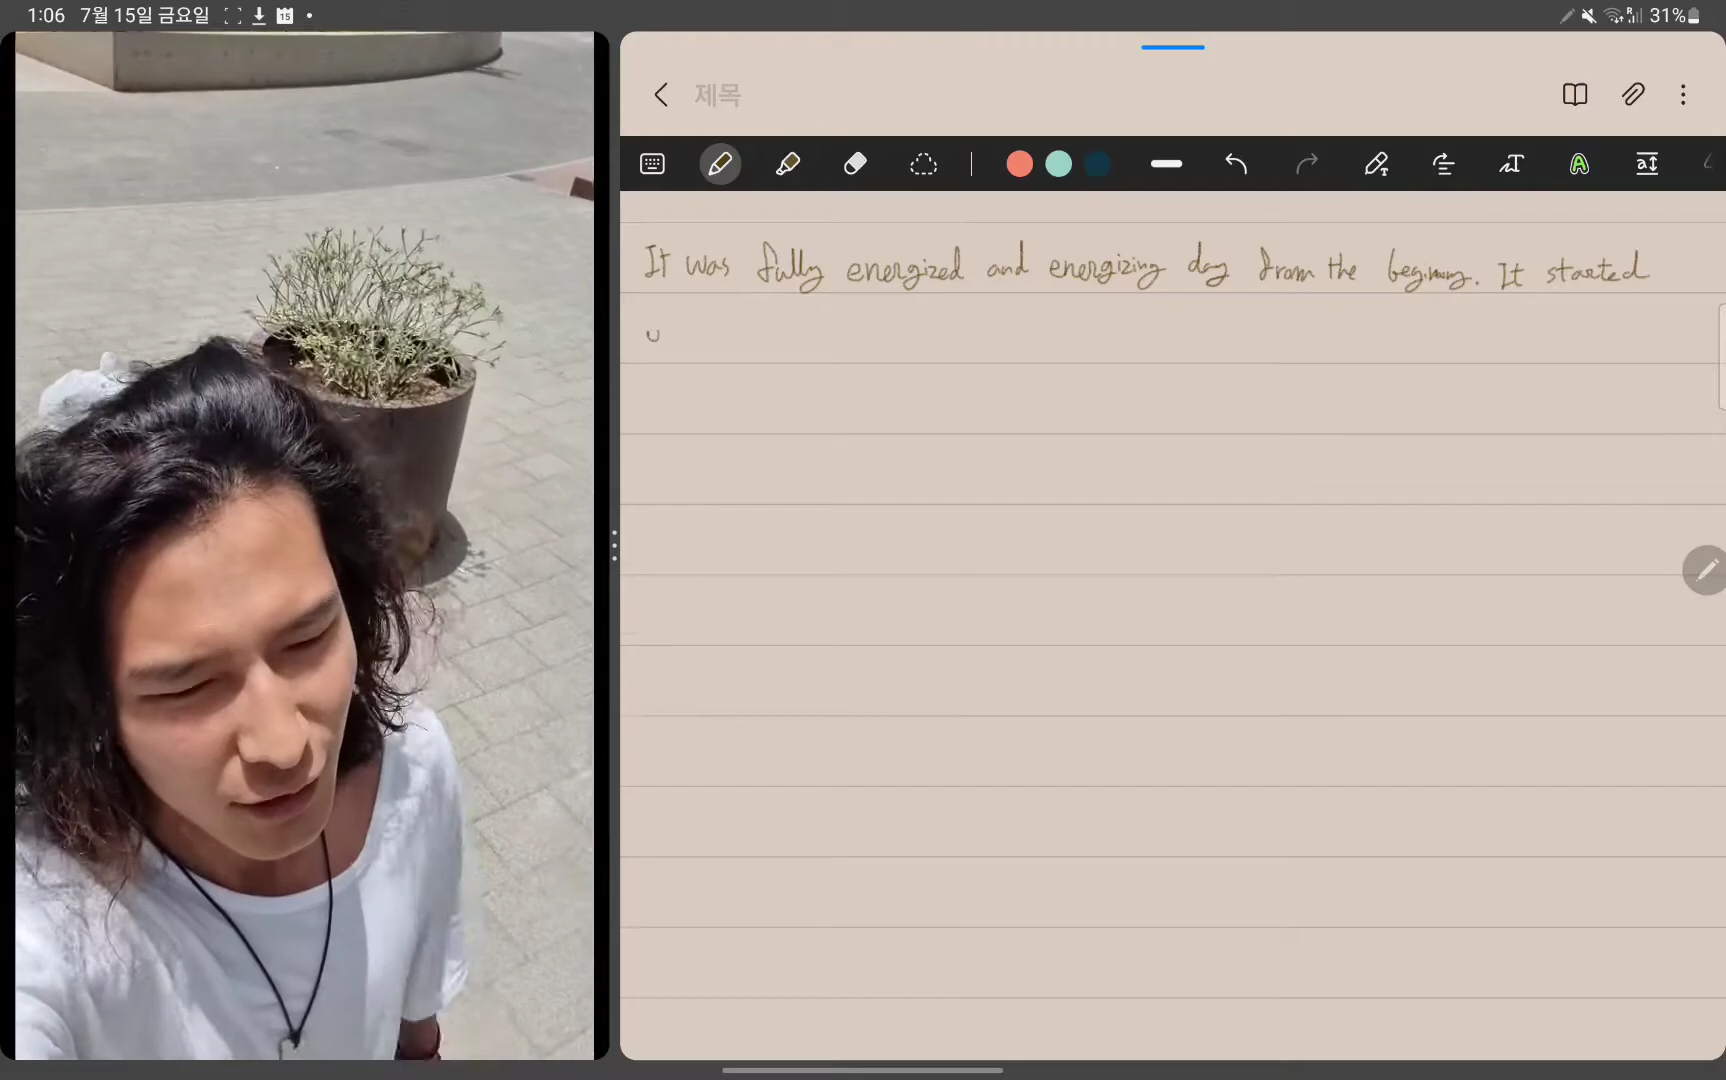 1:06 7월 15일 금요일 15
R 31%
제목
It was fully energized and energizing day from the beginning. It started